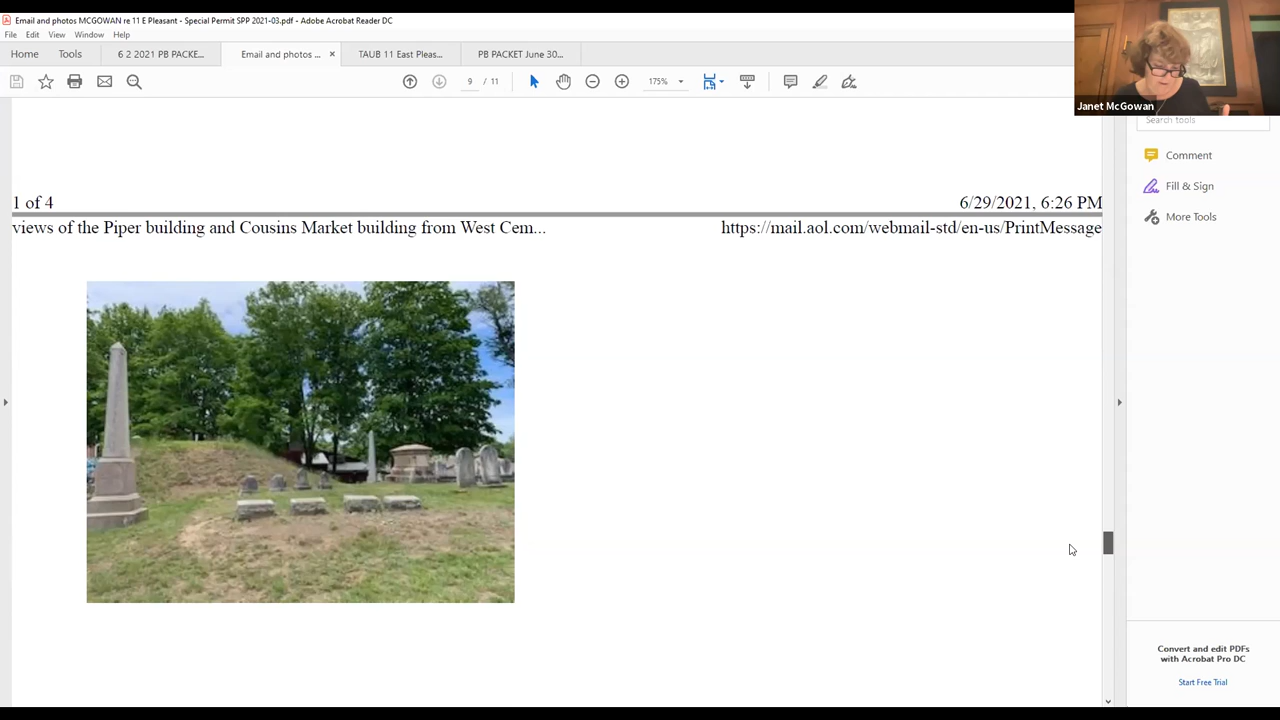 Email and photos MCGOWAN re 11 E Pleasant - Special Permit SPP 2021-03.pdf - Adobe Acrobat Reader DC
File Edit View Window Help
Home Tools 6 2 2021 PB PACKE... Email and photos ... × TAUB 11 East Pleas... PB PACKET June 30...
9 / 11 175%
Janet McGowan
Search tools
Comment
Fill & Sign
More Tools
1 of 4 6/29/2021, 6:26 PM
views of the Piper building and Cousins Market building from West Cem... https://mail.aol.com/webmail-std/en-us/PrintMessage
Convert and edit PDFs
with Acrobat Pro DC
Start Free Trial